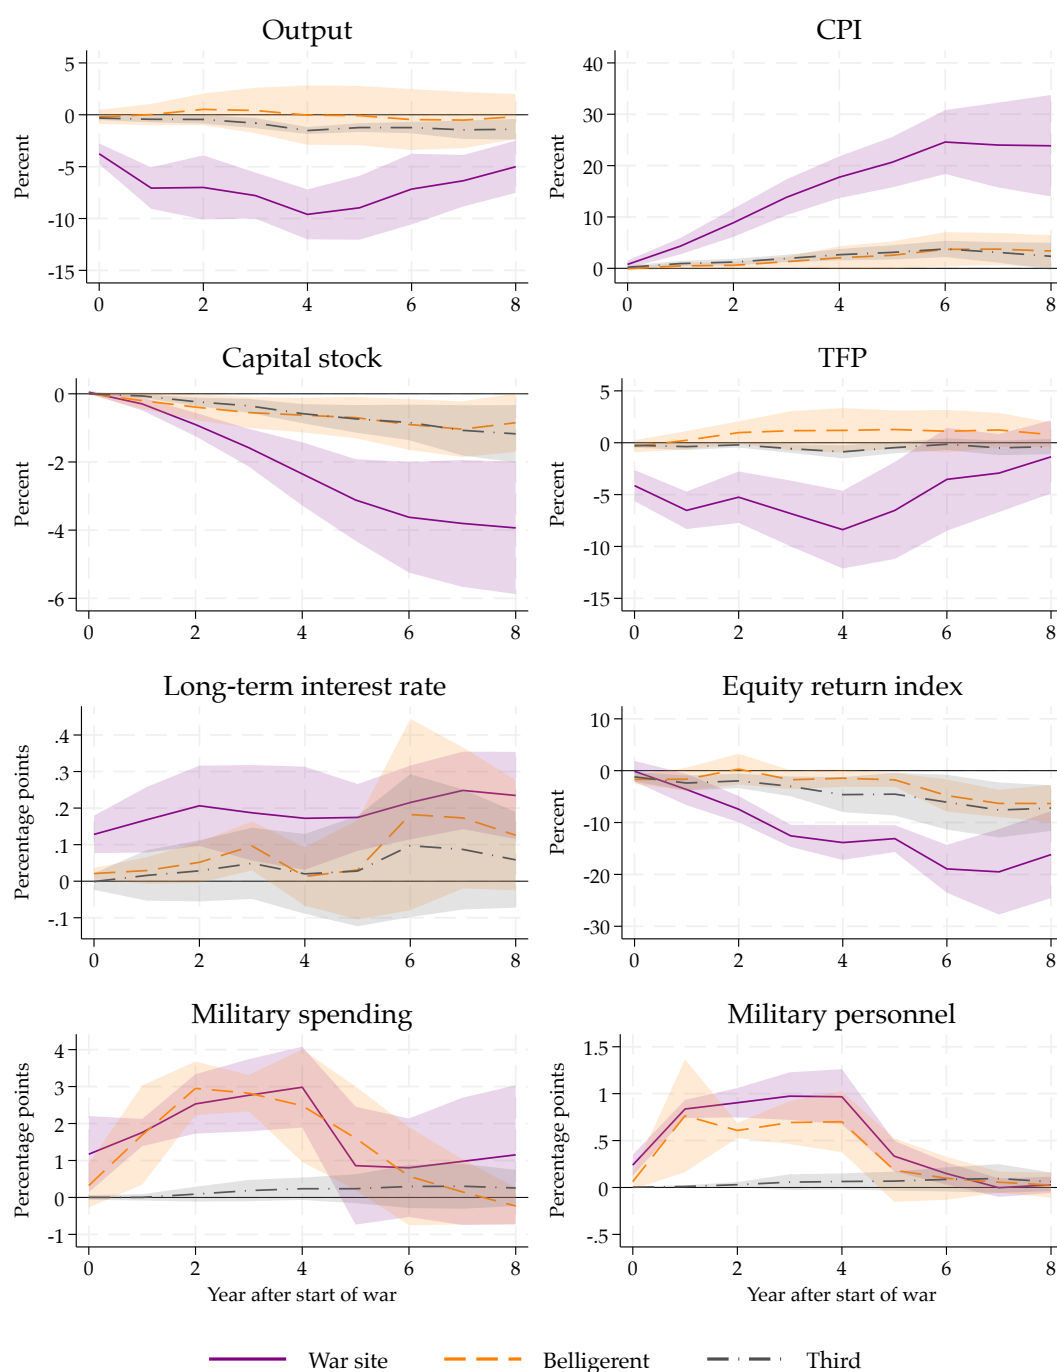 Output
CPI
Percent
5
0
-5
-10
-15
0 2 4 6 8
Percent
40
30
20
10
0
0 2 4 6 8
Capital stock
TFP
Percent
0
-2
-4
-6
0 2 4 6 8
Percent
5
0
-5
-10
-15
0 2 4 6 8
Long-term interest rate
Equity return index
Percentage points
.4
.3
.2
.1
0
-.1
0 2 4 6 8
Percent
10
0
-10
-20
-30
0 2 4 6 8
Military spending
Military personnel
Percentage points
4
3
2
1
0
-1
0 2 4 6 8
Year after start of war
Percentage points
1.5
1
.5
0
-.5
0 2 4 6 8
Year after start of war
War site Belligerent Third